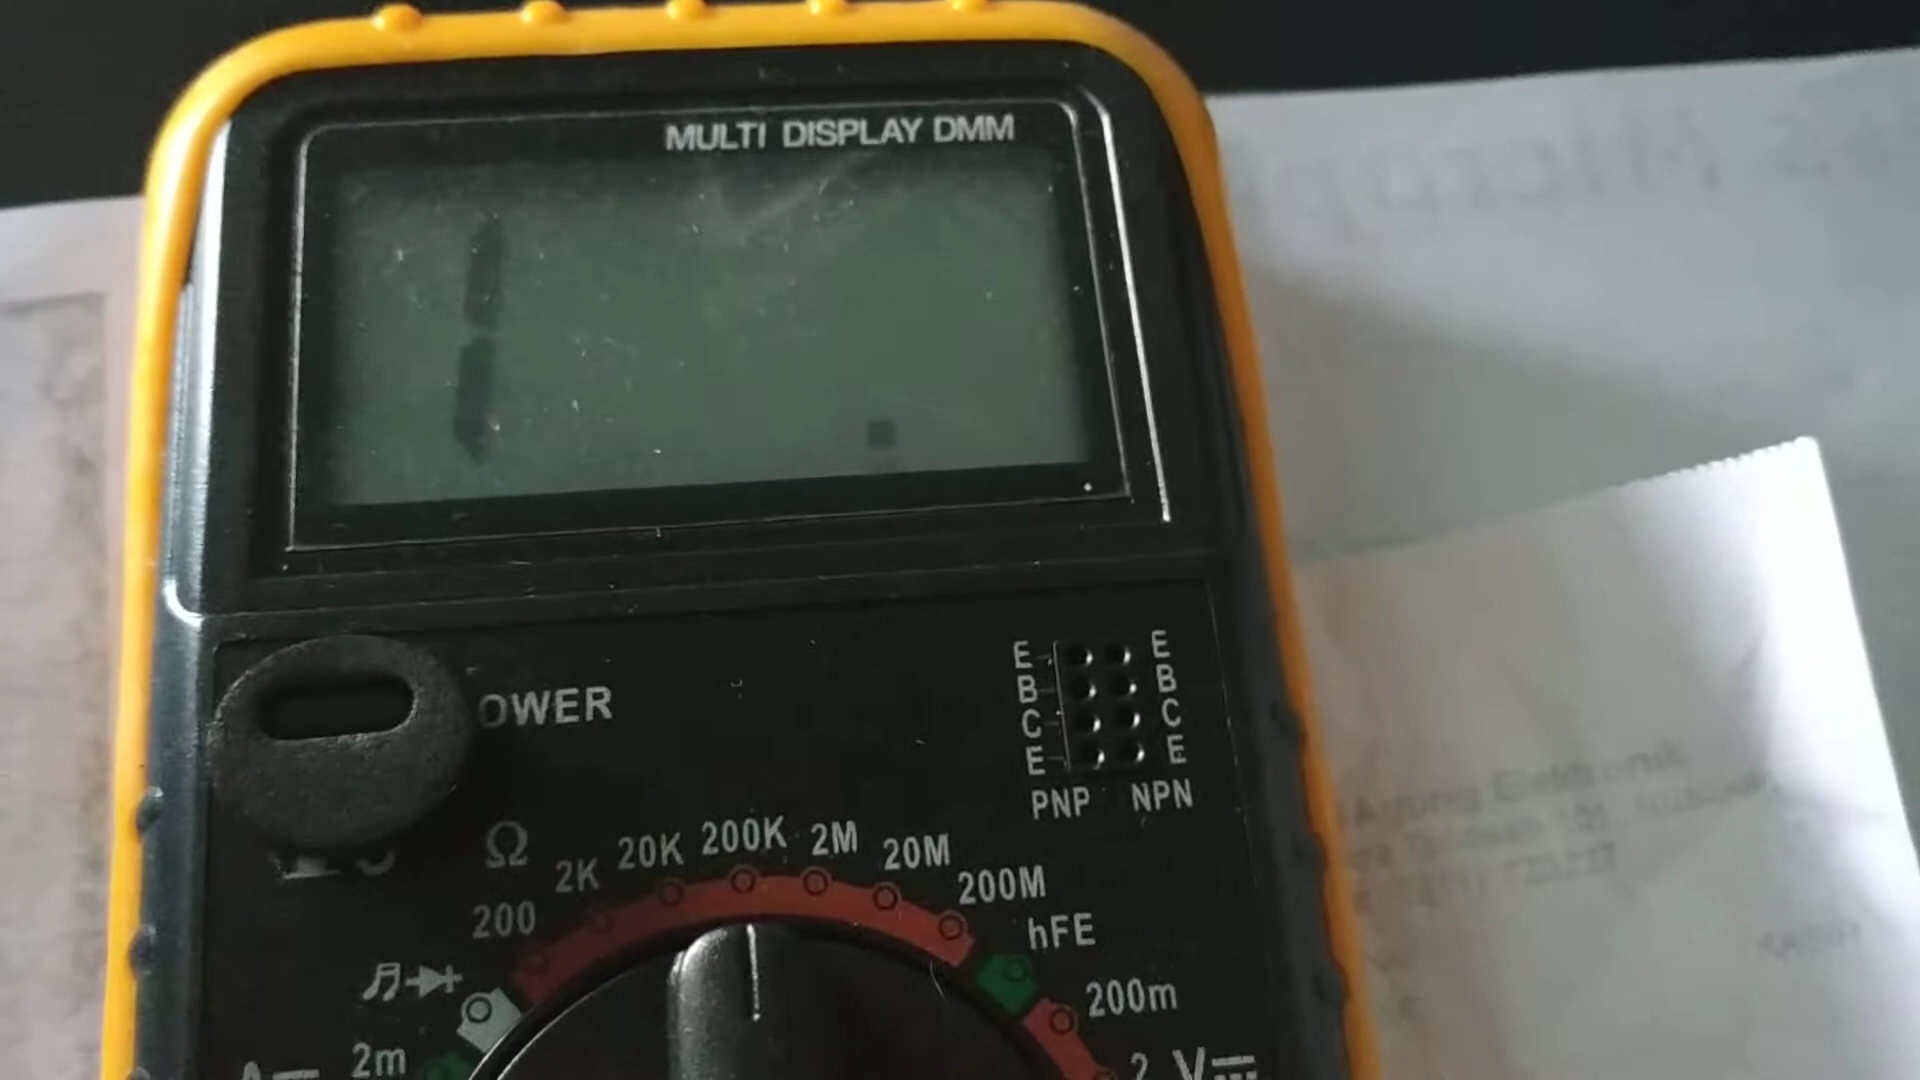 MULTI DISPLAY DMM
1 .
OWER
E E
B B
C C
E E
PNP NPN
Ω
200 2K 20K 200K 2M 20M 200M
hFE
200m
2m
2 V